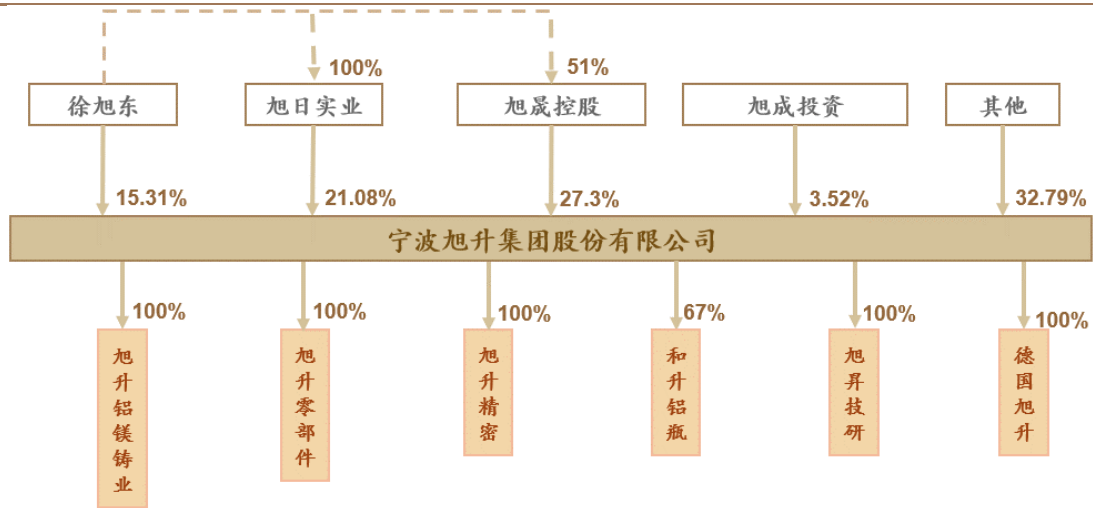 100%
51%
徐旭东
旭日实业
旭晟控股
旭成投资
其他
15.31%
21.08%
27.3%
3.52%
32.79%
宁波旭升集团股份有限公司
100%
100%
100%
67%
100%
100%
旭升铝镁铸业
旭升零部件
旭升精密
和升铝瓶
旭昇技研
德国旭升